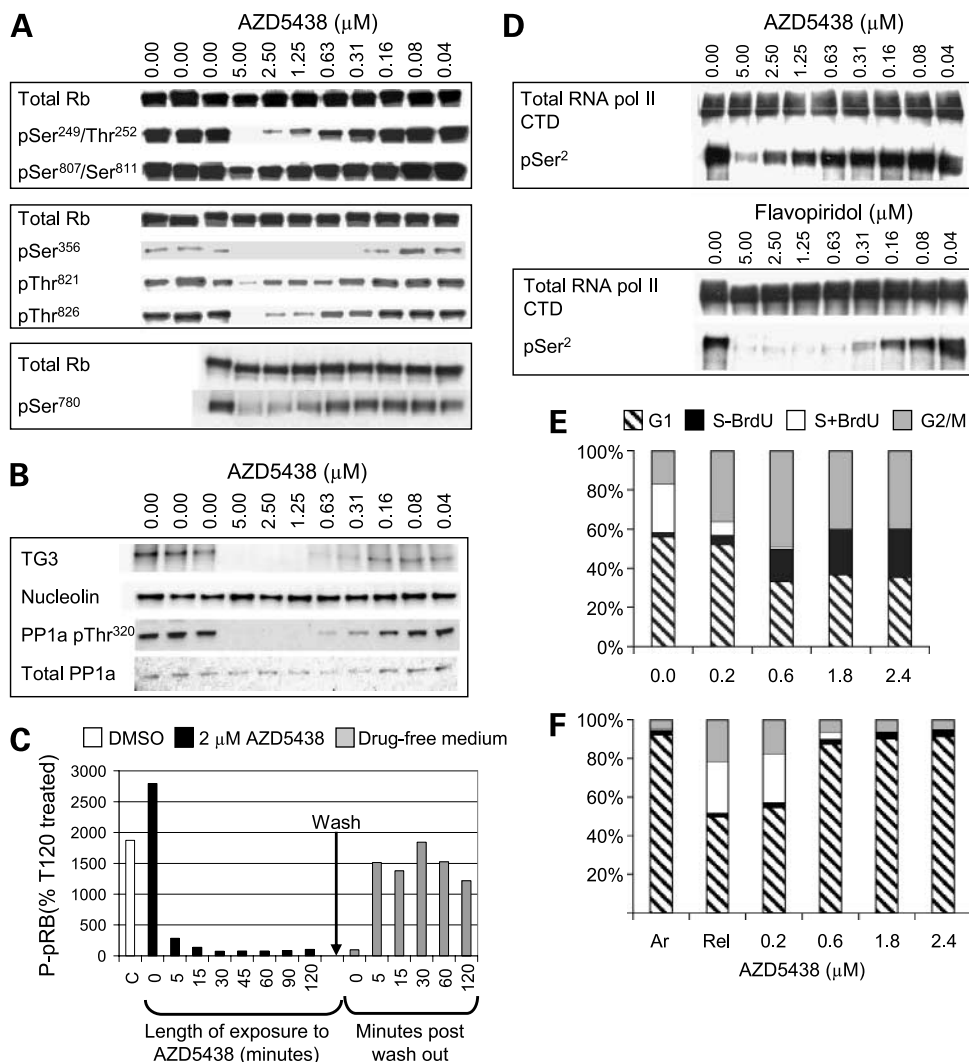 A
AZD5438 (μM)
0.00 0.00 0.00 5.00 2.50 1.25 0.63 0.31 0.16 0.08 0.04
Total Rb
pSer249/Thr252
pSer807/Ser811
Total Rb
pSer356
pThr821
pThr826
Total Rb
pSer780
B
AZD5438 (μM)
0.00 0.00 0.00 5.00 2.50 1.25 0.63 0.31 0.16 0.08 0.04
TG3
Nucleolin
PP1a pThr320
Total PP1a
C
DMSO 2 μM AZD5438 Drug-free medium
P-pRB(% T120 treated)
3000
2500
2000
1500
1000
500
0
Wash
C 0 5 15 30 45 60 90 120 0 5 15 30 60 120
Length of exposure to
AZD5438 (minutes)
Minutes post
wash out
D
AZD5438 (μM)
0.00 5.00 2.50 1.25 0.63 0.31 0.16 0.08 0.04
Total RNA pol II
CTD
pSer2
Flavopiridol (μM)
0.00 5.00 2.50 1.25 0.63 0.31 0.16 0.08 0.04
Total RNA pol II
CTD
pSer2
E
G1 S-BrdU S+BrdU G2/M
100%
80%
60%
40%
20%
0%
0.0 0.2 0.6 1.8 2.4
F
100%
80%
60%
40%
20%
Ar Rel 0.2 0.6 1.8 2.4
AZD5438 (μM)